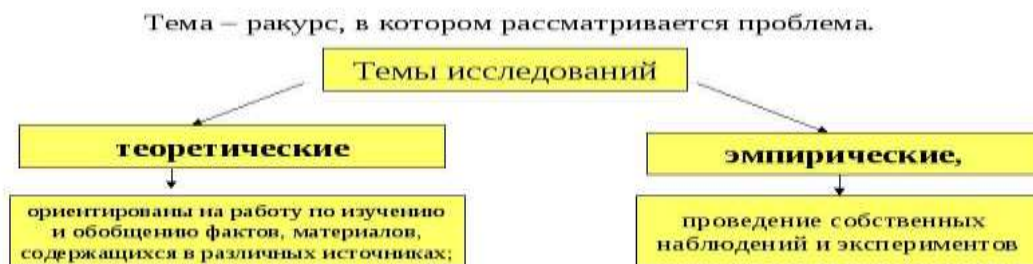 Тема – ракурс, в котором рассматривается проблема.
Темы исследований
теоретические
эмпирические,
ориентированы на работу по изучению
и обобщению фактов, материалов,
содержащихся в различных источниках;
проведение собственных
наблюдений и экспериментов